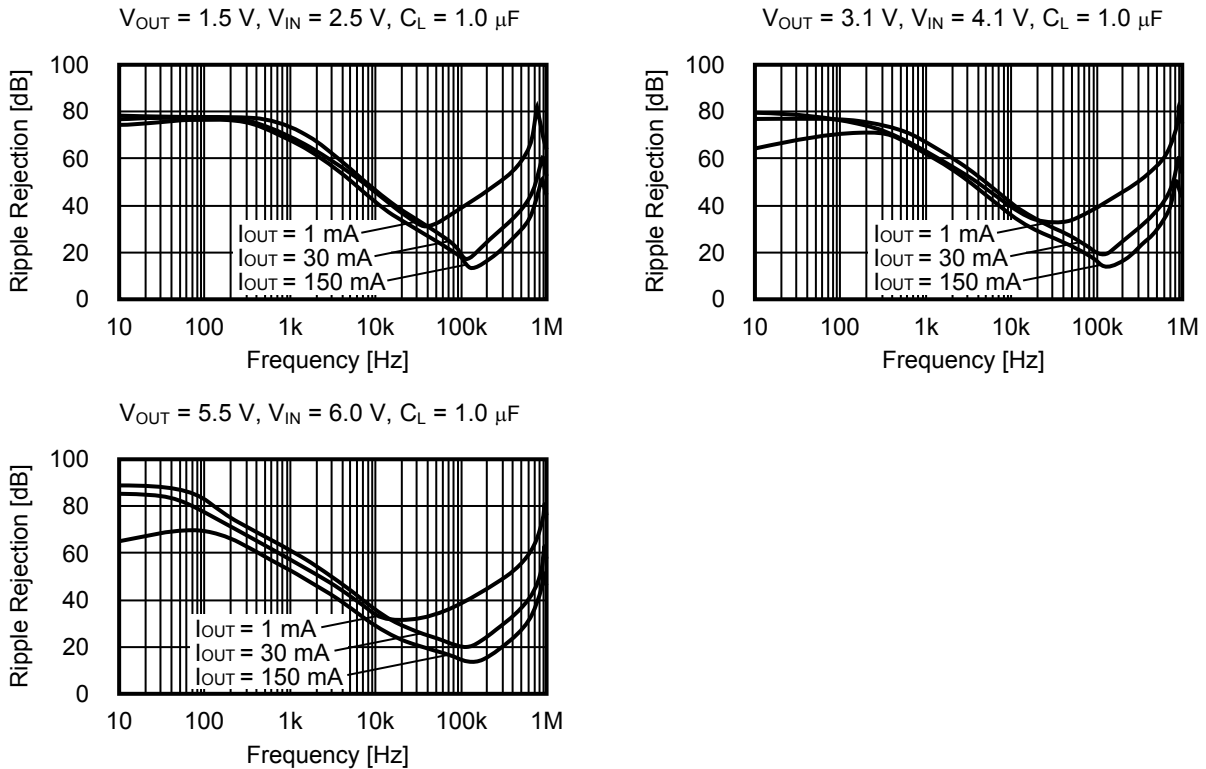 VOUT = 1.5 V, VIN = 2.5 V, CL = 1.0 μF
Ripple Rejection [dB]
100
80
60
40
20
0
IOUT = 1 mA
IOUT = 30 mA
IOUT = 150 mA
10 100 1k 10k 100k 1M
Frequency [Hz]
VOUT = 3.1 V, VIN = 4.1 V, CL = 1.0 μF
Ripple Rejection [dB]
100
80
60
40
20
0
IOUT = 1 mA
IOUT = 30 mA
IOUT = 150 mA
10 100 1k 10k 100k 1M
Frequency [Hz]
VOUT = 5.5 V, VIN = 6.0 V, CL = 1.0 μF
Ripple Rejection [dB]
100
80
60
40
20
0
IOUT = 1 mA
IOUT = 30 mA
IOUT = 150 mA
10 100 1k 10k 100k 1M
Frequency [Hz]